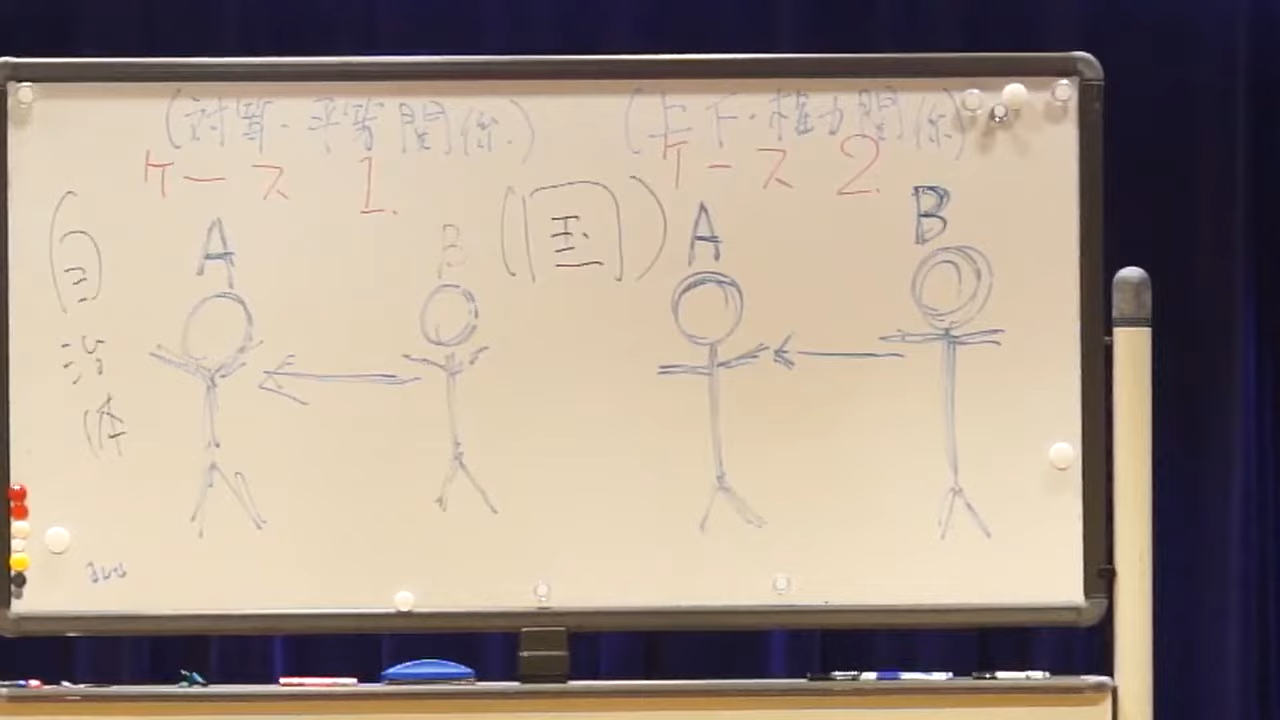 (対等・平等関係) (上下・権力関係)
ケース 1. ケース 2.
A B (国) A B
(自
治
体